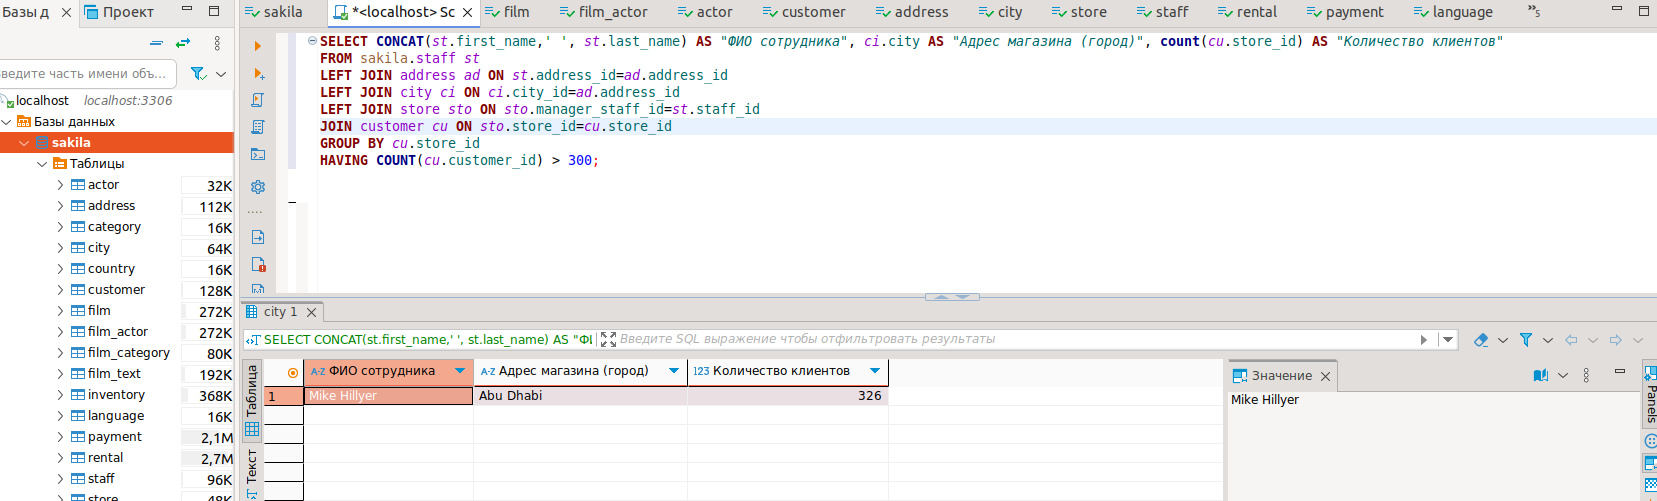 Базы д
Проект
sakila
*<localhost> Sc
film
film_actor
actor
customer
address
city
store
staff
rental
payment
language
»5
ведите часть имени объ...
localhost localhost:3306
Базы данных
sakila
Таблицы
actor 32K
address 112K
category 16K
city 64K
country 16K
customer 128K
film 272K
film_actor 272K
film_category 80K
film_text 192K
inventory 368K
language 16K
payment 2,1M
rental 2,7M
staff 96K
store 48K
SELECT CONCAT(st.first_name,' ', st.last_name) AS "ФИО сотрудника", ci.city AS "Адрес магазина (город)", count(cu.store_id) AS "Количество клиентов"
FROM sakila.staff st
LEFT JOIN address ad ON st.address_id=ad.address_id
LEFT JOIN city ci ON ci.city_id=ad.address_id
LEFT JOIN store sto ON sto.manager_staff_id=st.staff_id
JOIN customer cu ON sto.store_id=cu.store_id
GROUP BY cu.store_id
HAVING COUNT(cu.customer_id) > 300;
city 1
SELECT CONCAT(st.first_name,' ', st.last_name) AS "ФИ
Введите SQL выражение чтобы отфильтровать результаты
Таблица
Текст
A-Z ФИО сотрудника
A-Z Адрес магазина (город)
123 Количество клиентов
1 Mike Hillyer Abu Dhabi 326
Значение
Mike Hillyer
Panels